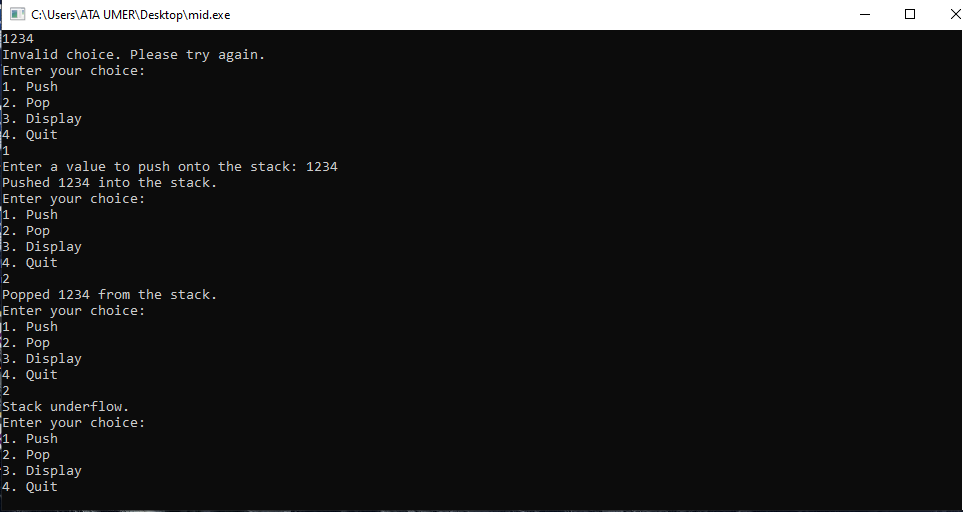 C:\Users\ATA UMER\Desktop\mid.exe
1234
Invalid choice. Please try again.
Enter your choice:
1. Push
2. Pop
3. Display
4. Quit
1
Enter a value to push onto the stack: 1234
Pushed 1234 into the stack.
Enter your choice:
1. Push
2. Pop
3. Display
4. Quit
2
Popped 1234 from the stack.
Enter your choice:
1. Push
2. Pop
3. Display
4. Quit
2
Stack underflow.
Enter your choice:
1. Push
2. Pop
3. Display
4. Quit